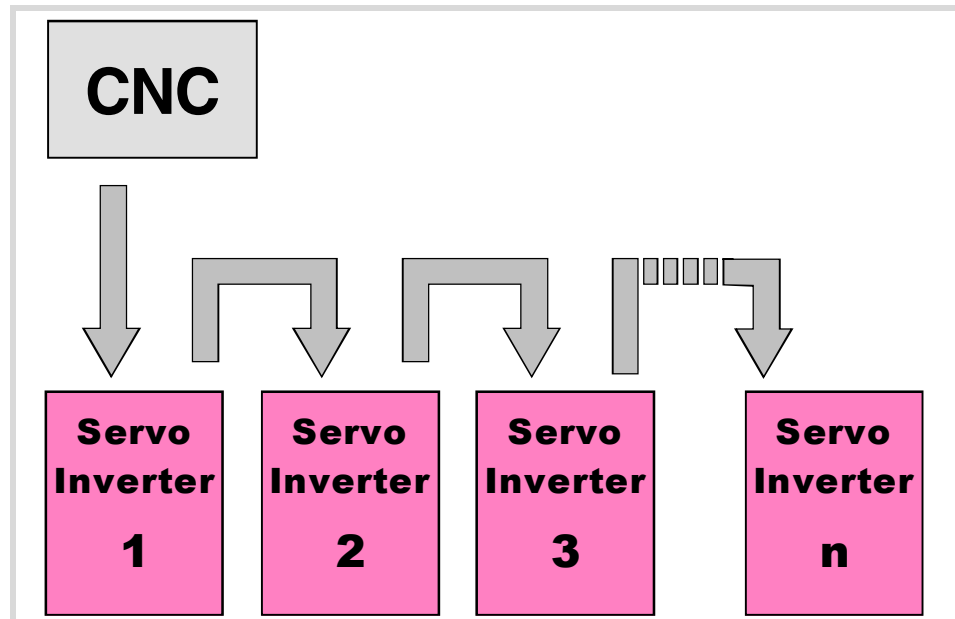 CNC
Servo
Inverter
1
Servo
Inverter
2
Servo
Inverter
3
Servo
Inverter
n